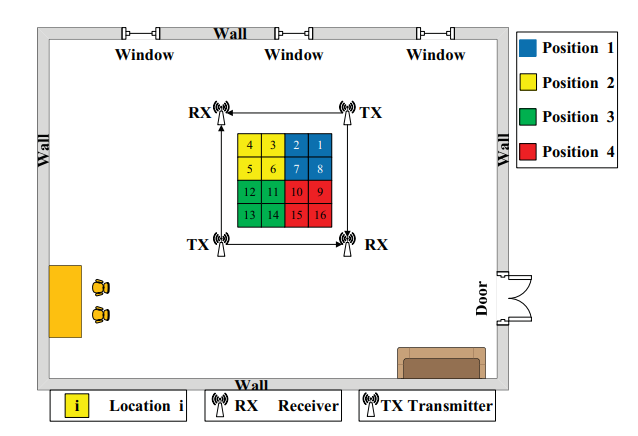 Wall
Window Window Window
Position 1
Position 2
Position 3
Position 4
Wall
Wall
RX TX
4 3 2 1
5 6 7 8
12 11 10 9
13 14 15 16
TX RX
Door
Wall
i Location i
RX Receiver
TX Transmitter